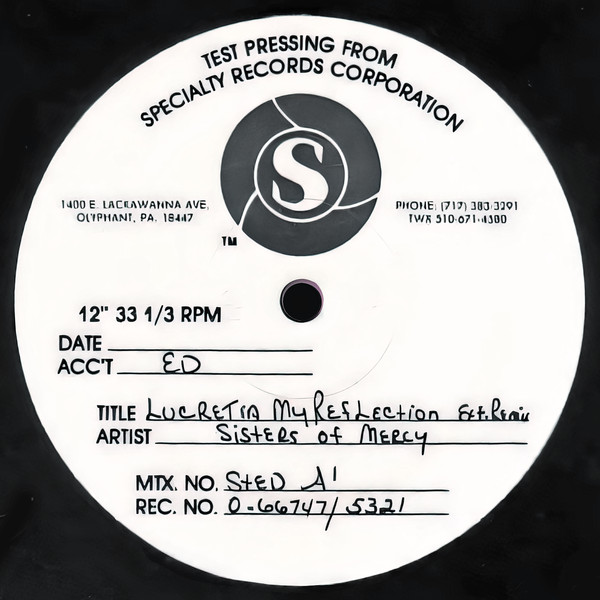 TEST PRESSING FROM
SPECIALTY RECORDS CORPORATION
S
1400 E. LACKAWANNA AVE,
OLYPHANT, PA. 18447
PHONE: (717) 383-3291
TWX 510-671-4580
TM
12" 33 1/3 RPM
DATE
ACC'T ED
TITLE LUCRETIA My RefLection Ext. Remix
ARTIST Sisters of Mercy
MTX. NO. StED A'
REC. NO. 0-66747/5321